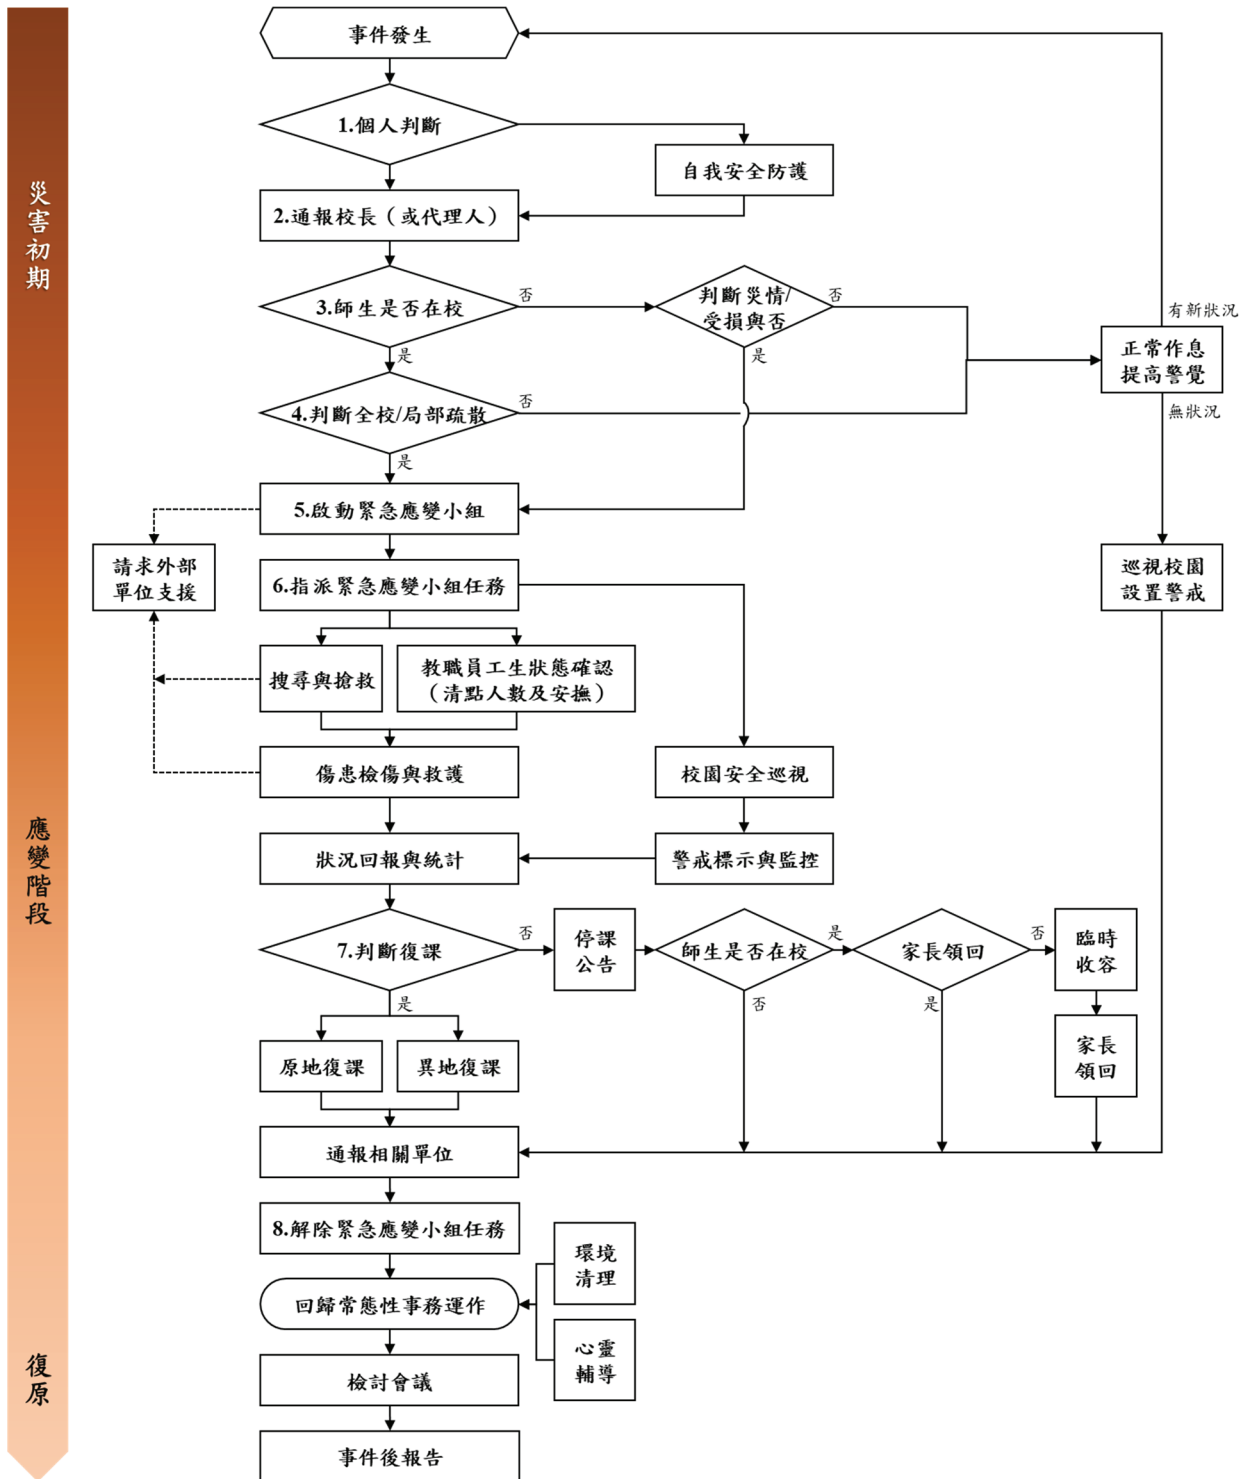 災害初期
應變階段
復原
事件發生
1.個人判斷
自我安全防護
2.通報校長（或代理人）
3.師生是否在校
否
是
判斷災情/
受損與否
否
是
有新狀況
正常作息
提高警覺
無狀況
4.判斷全校/局部疏散
否
是
5.啟動緊急應變小組
請求外部
單位支援
巡視校園
設置警戒
6.指派緊急應變小組任務
搜尋與搶救
教職員工生狀態確認
（清點人數及安撫）
傷患檢傷與救護
校園安全巡視
狀況回報與統計
警戒標示與監控
7.判斷復課
否
是
停課
公告
師生是否在校
是
否
家長領回
否
是
臨時
收容
家長
領回
原地復課
異地復課
通報相關單位
8.解除緊急應變小組任務
環境
清理
回歸常態性事務運作
心靈
輔導
檢討會議
事件後報告